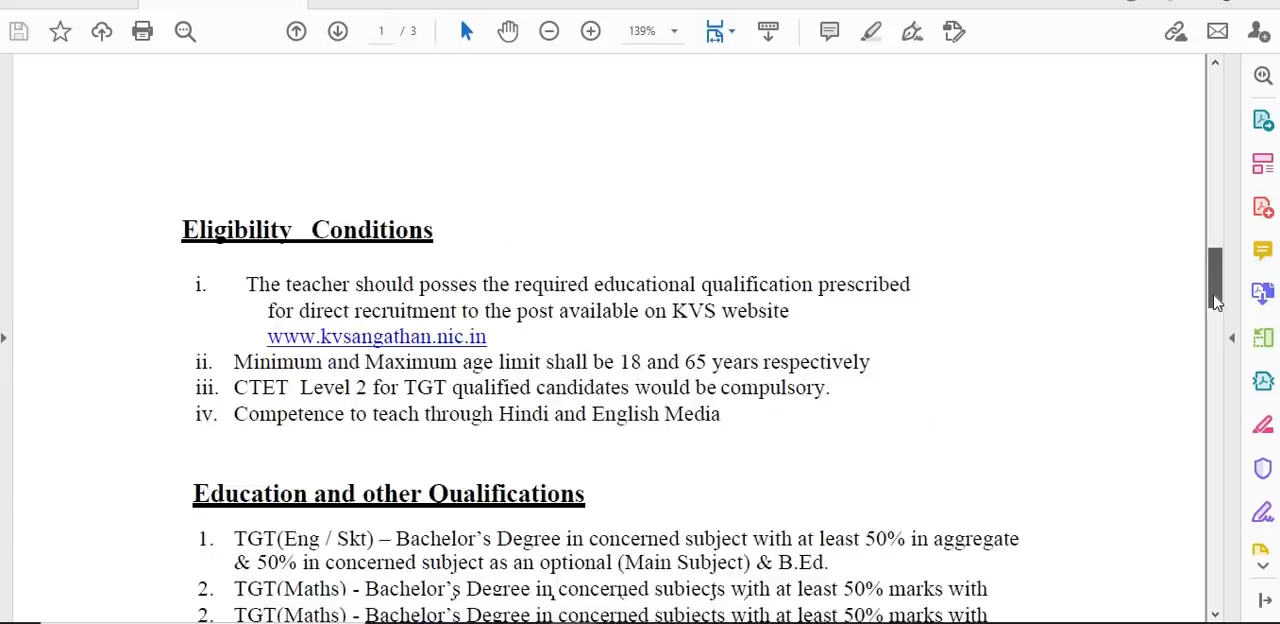 1 / 3
139%
Eligibility Conditions
i. The teacher should posses the required educational qualification prescribed
for direct recruitment to the post available on KVS website
www.kvsangathan.nic.in
ii. Minimum and Maximum age limit shall be 18 and 65 years respectively
iii. CTET Level 2 for TGT qualified candidates would be compulsory.
iv. Competence to teach through Hindi and English Media
Education and other Qualifications
1. TGT(Eng / Skt) – Bachelor's Degree in concerned subject with at least 50% in aggregate
& 50% in concerned subject as an optional (Main Subject) & B.Ed.
2. TGT(Maths) - Bachelor's Degree in concerned subjects with at least 50% marks with
2. TGT(Maths) - Bachelor's Degree in concerned subjects with at least 50% marks with